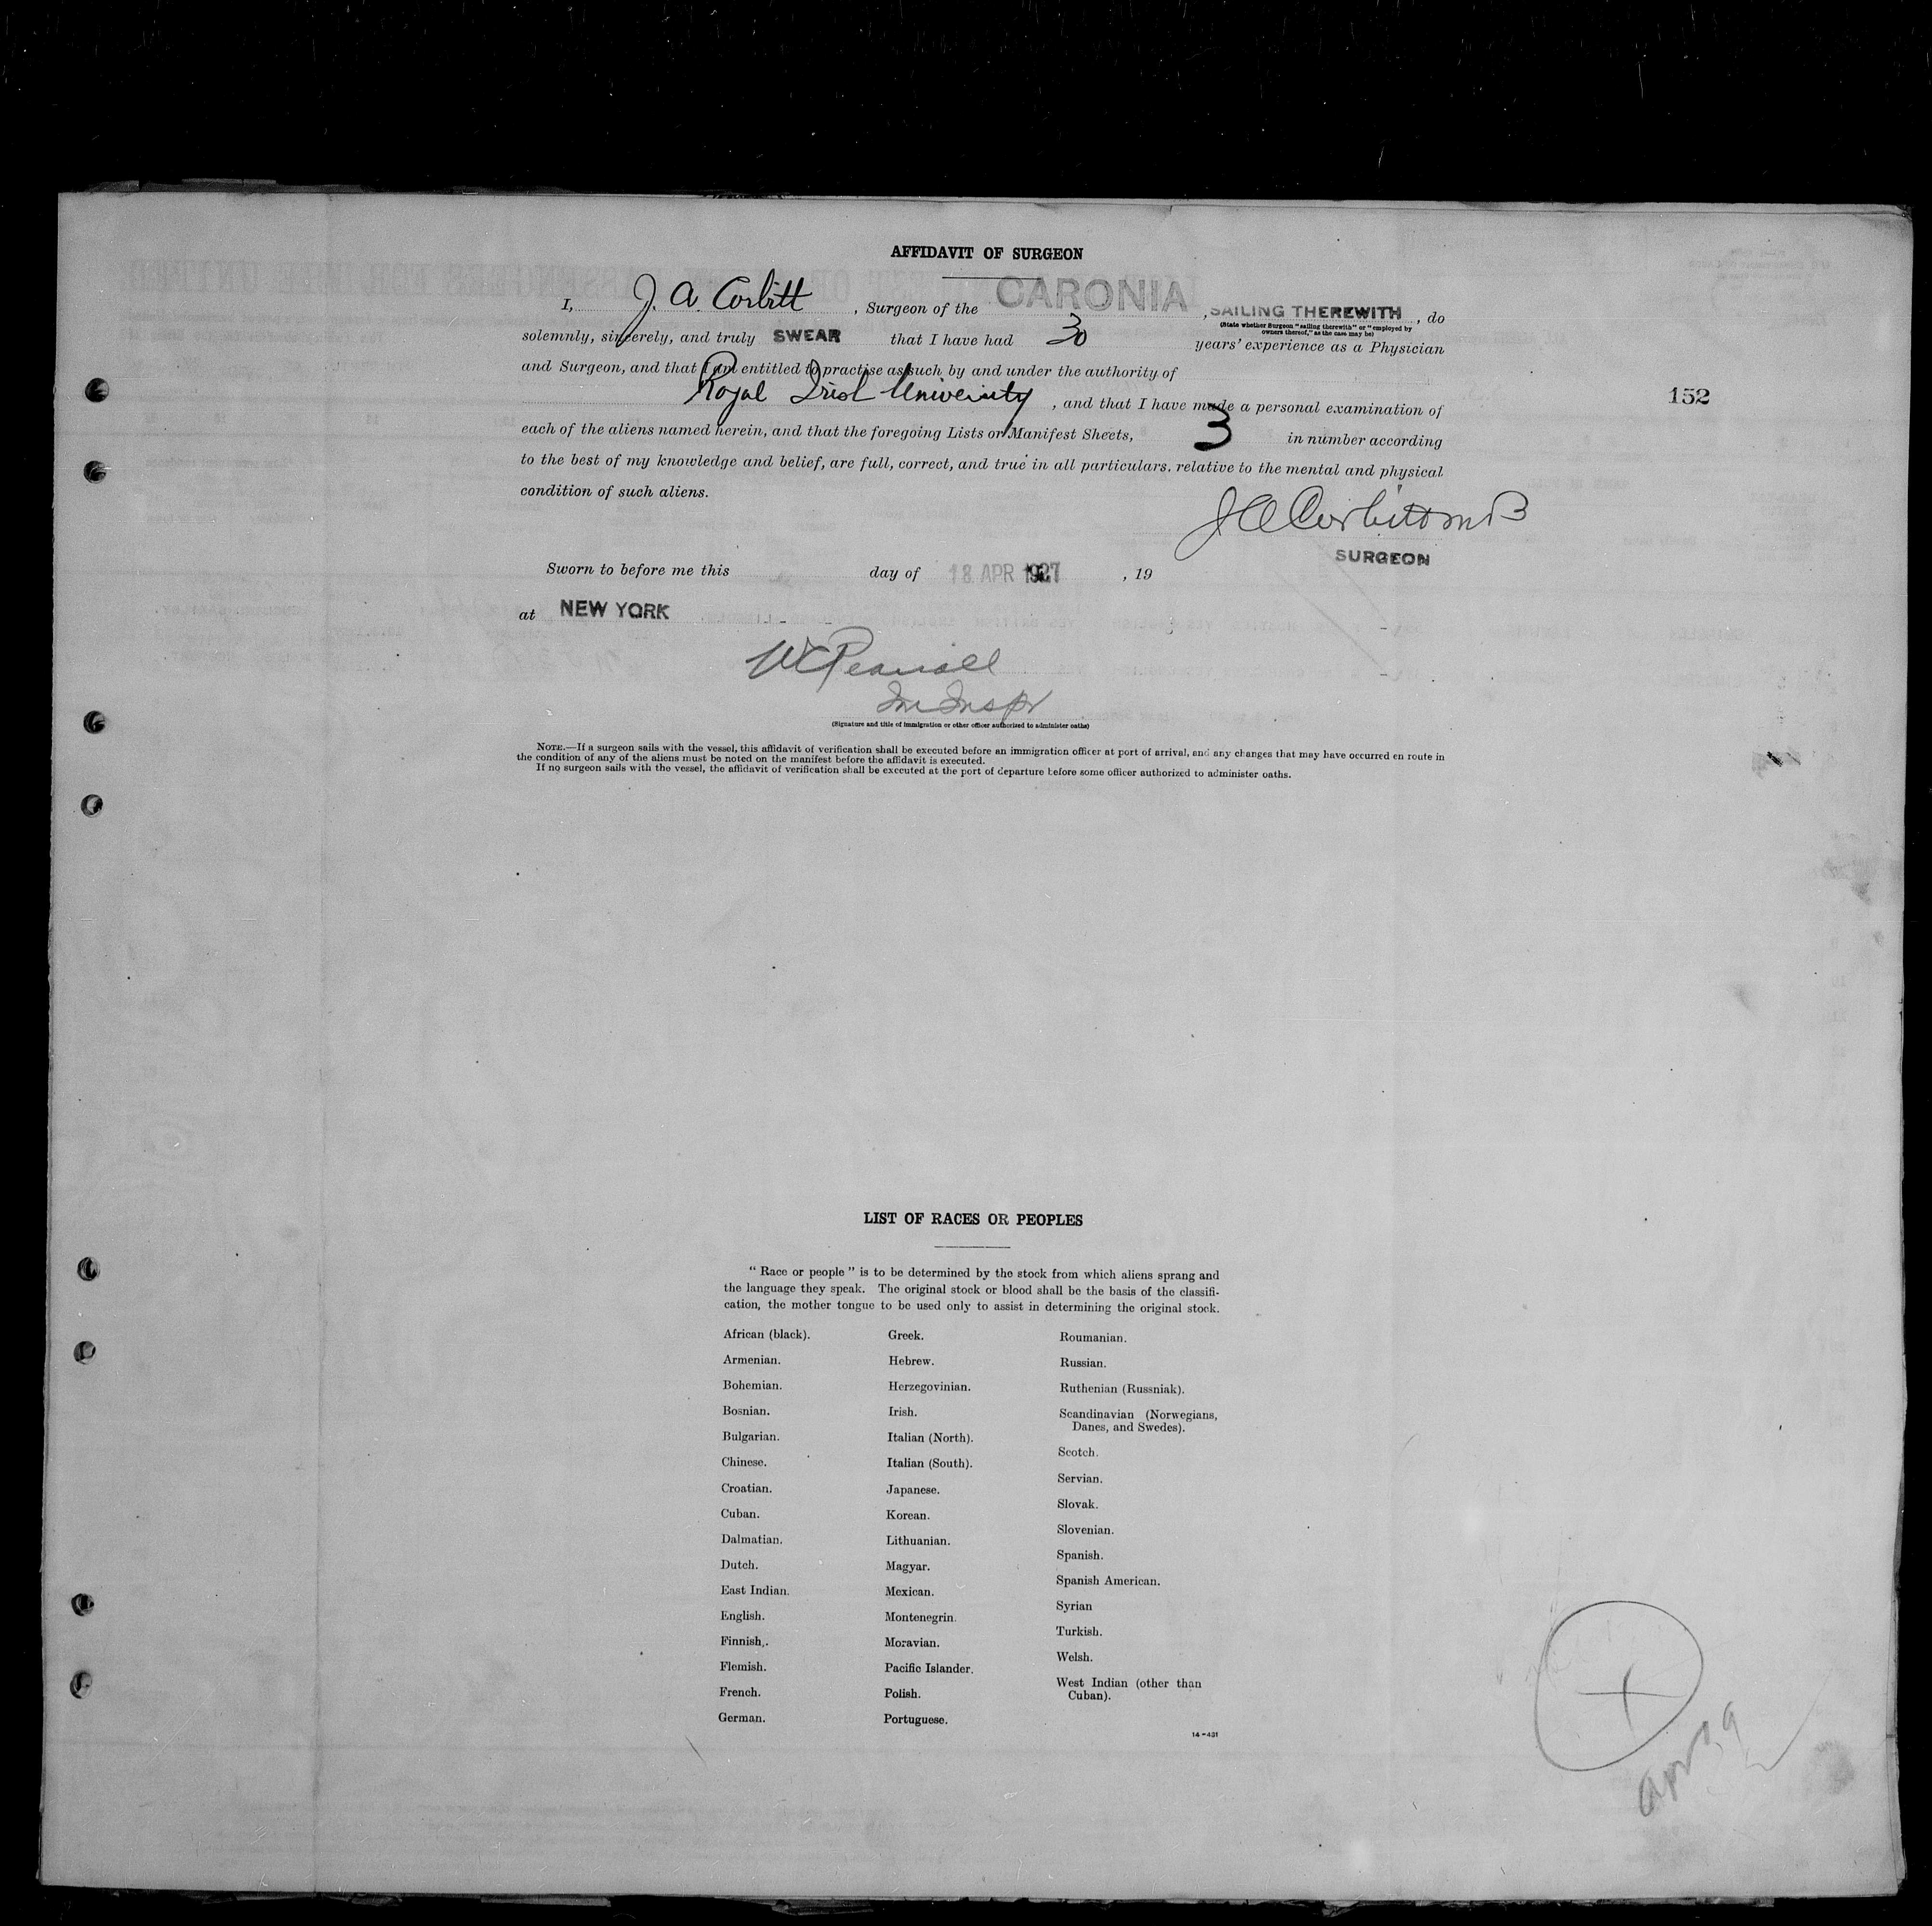 AFFIDAVIT OF SURGEON
I, J. A. Corbitt, Surgeon of the CARONIA, SAILING THEREWITH, do
(State whether Surgeon "sailing therewith" or "employed by
owners thereof," as the case may be)
solemnly, sincerely, and truly SWEAR that I have had 30 years' experience as a Physician
and Surgeon, and that I am entitled to practise as such by and under the authority of
Royal Irish University, and that I have made a personal examination of
152
each of the aliens named herein, and that the foregoing Lists or Manifest Sheets, 3 in number according
to the best of my knowledge and belief, are full, correct, and true in all particulars, relative to the mental and physical
condition of such aliens.
J A Corbitt M B
SURGEON
Sworn to before me this day of 18 APR 1927, 19
at NEW YORK
Im Inspr
(Signature and title of immigration or other officer authorized to administer oaths)
NOTE.—If a surgeon sails with the vessel, this affidavit of verification shall be executed before an immigration officer at port of arrival, and any changes that may have occurred en route in
the condition of any of the aliens must be noted on the manifest before the affidavit is executed.
If no surgeon sails with the vessel, the affidavit of verification shall be executed at the port of departure before some officer authorized to administer oaths.
LIST OF RACES OR PEOPLES
"Race or people" is to be determined by the stock from which aliens sprang and
the language they speak. The original stock or blood shall be the basis of the classifi-
cation, the mother tongue to be used only to assist in determining the original stock.
African (black).
Armenian.
Bohemian.
Bosnian.
Bulgarian.
Chinese.
Croatian.
Cuban.
Dalmatian.
Dutch.
East Indian.
English.
Finnish.
Flemish.
French.
German.
Greek.
Hebrew.
Herzegovinian.
Irish.
Italian (North).
Italian (South).
Japanese.
Korean.
Lithuanian.
Magyar.
Mexican.
Montenegrin.
Moravian.
Pacific Islander.
Polish.
Portuguese.
Roumanian.
Russian.
Ruthenian (Russniak).
Scandinavian (Norwegians,
Danes, and Swedes).
Scotch.
Servian.
Slovak.
Slovenian.
Spanish.
Spanish American.
Syrian
Turkish.
Welsh.
West Indian (other than
Cuban).
14-431
apr 19